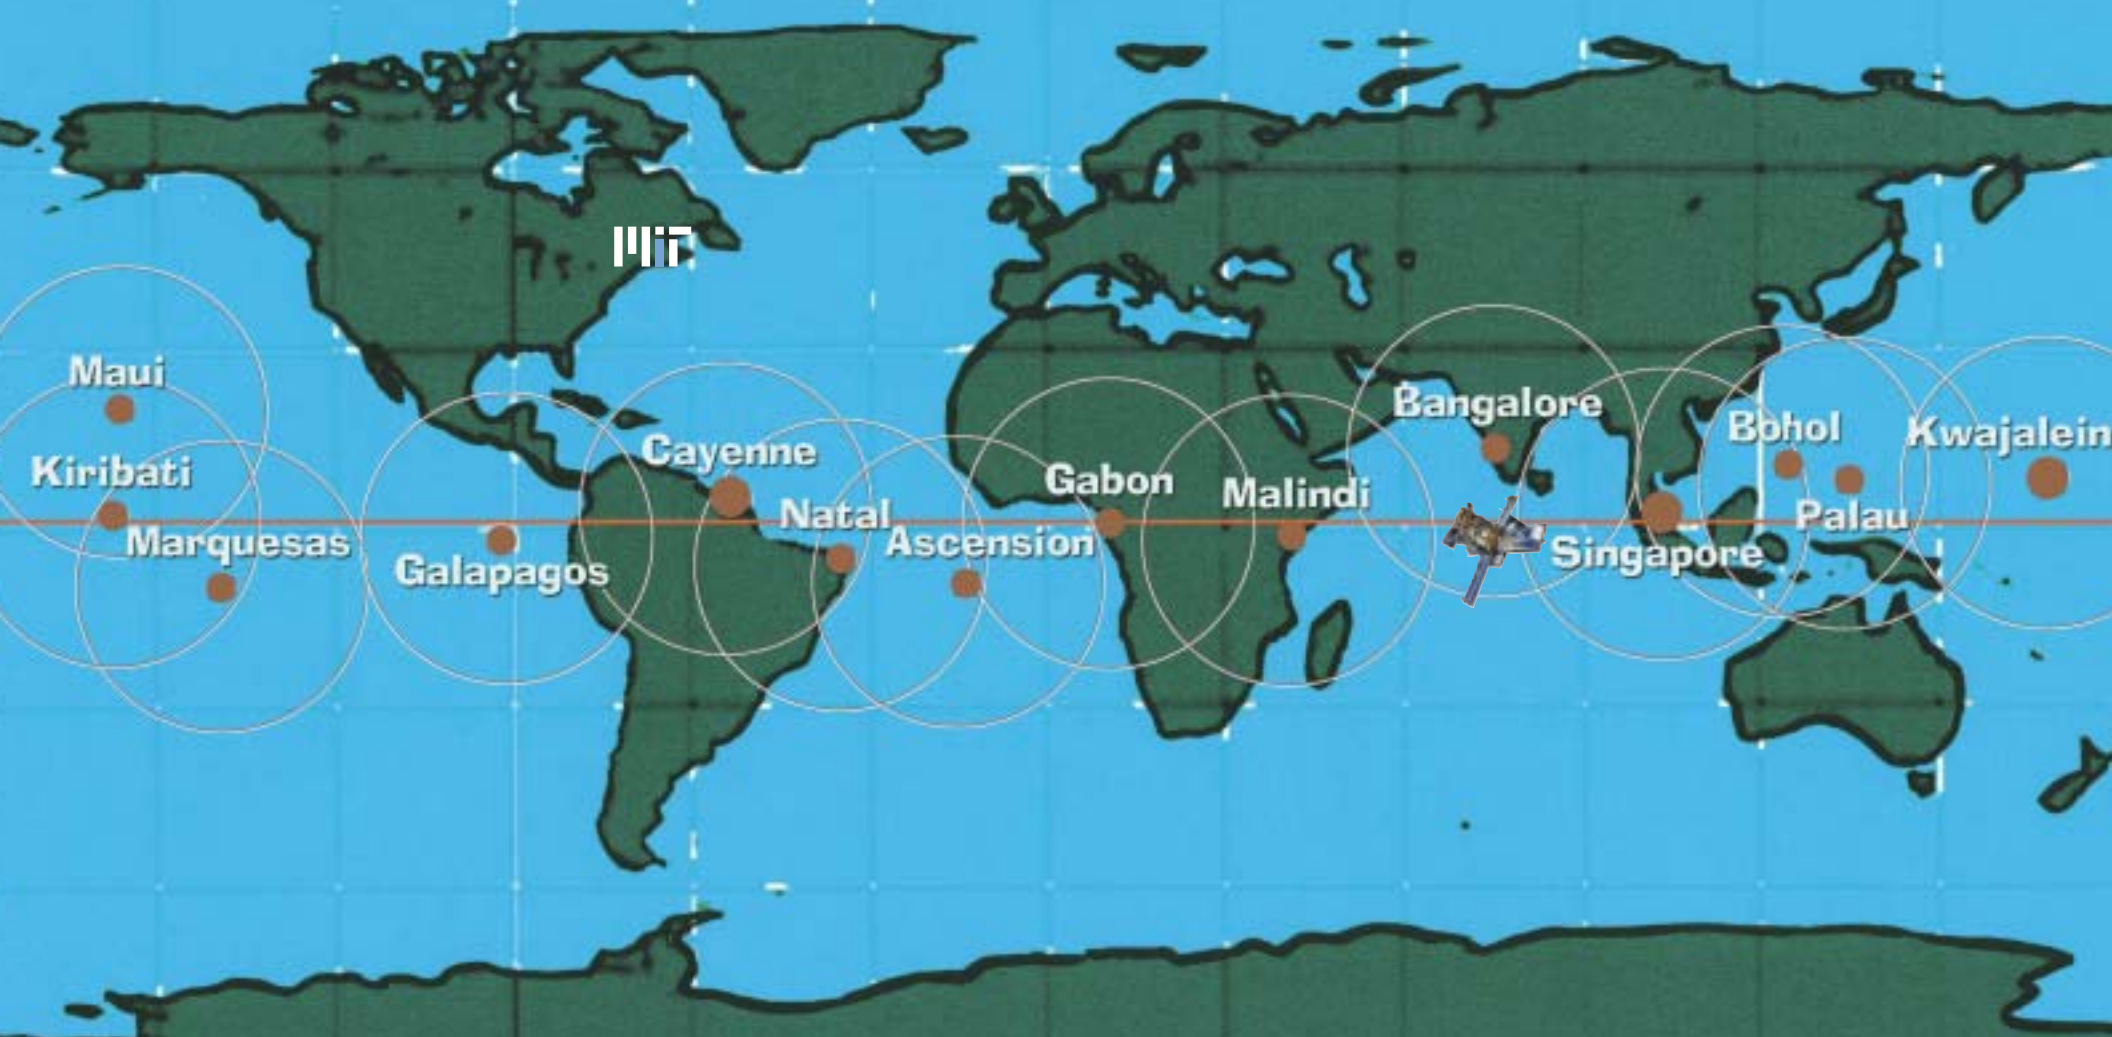 MIT
Maui
Bangalore
Bohol
Kwajalein
Cayenne
Kiribati
Gabon
Malindi
Natal
Palau
Marquesas
Ascension
Singapore
Galapagos